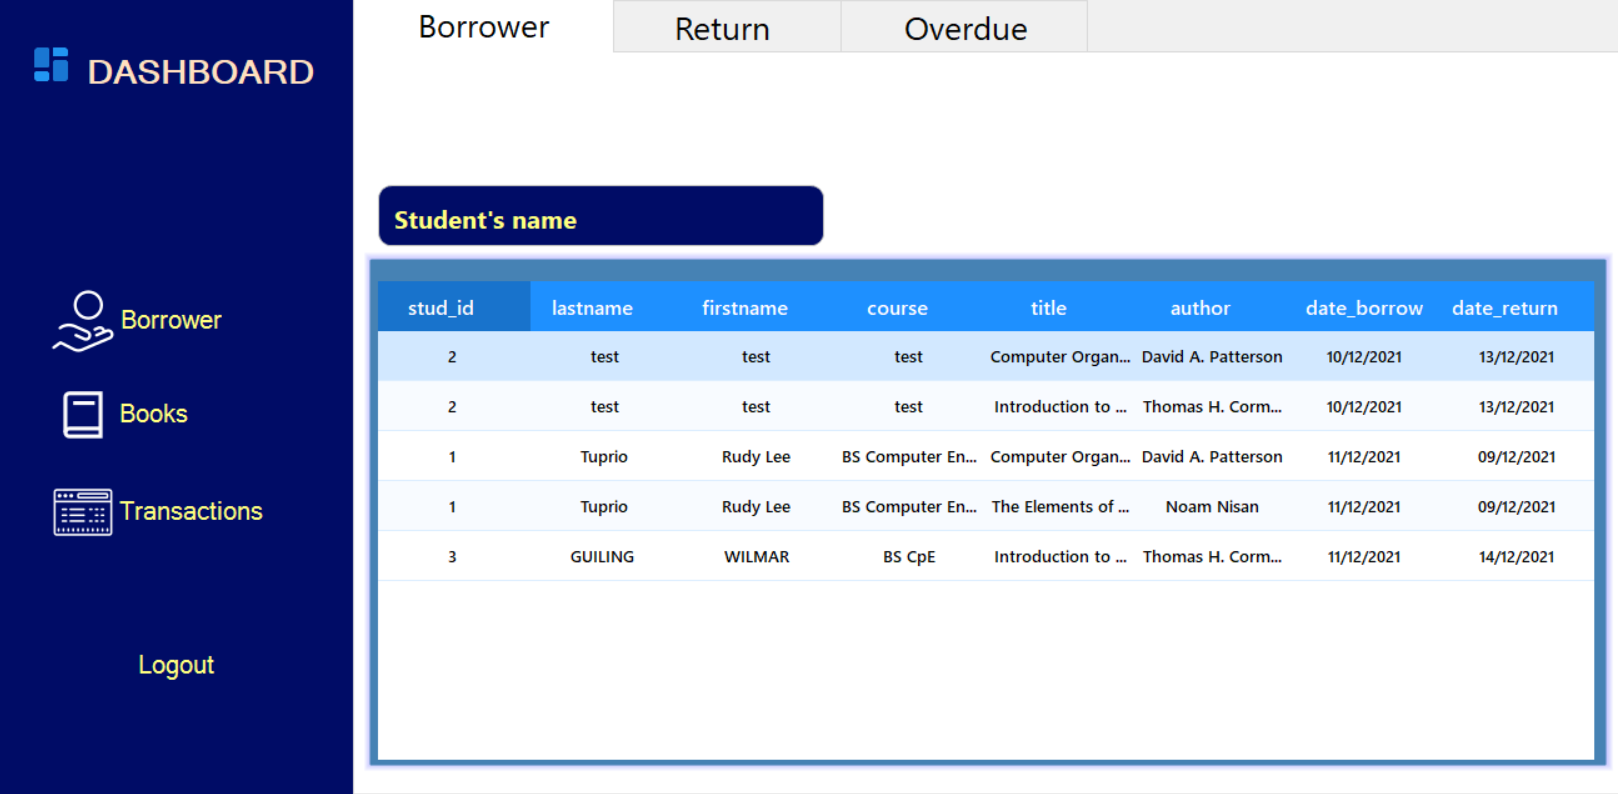 DASHBOARD
Borrower
Books
Transactions
Logout
Borrower Return Overdue
Student's name
stud_id lastname firstname course title author date_borrow date_return
2 test test test Computer Organ... David A. Patterson 10/12/2021 13/12/2021
2 test test test Introduction to ... Thomas H. Corm... 10/12/2021 13/12/2021
1 Tuprio Rudy Lee BS Computer En... Computer Organ... David A. Patterson 11/12/2021 09/12/2021
1 Tuprio Rudy Lee BS Computer En... The Elements of ... Noam Nisan 11/12/2021 09/12/2021
3 GUILING WILMAR BS CpE Introduction to ... Thomas H. Corm... 11/12/2021 14/12/2021